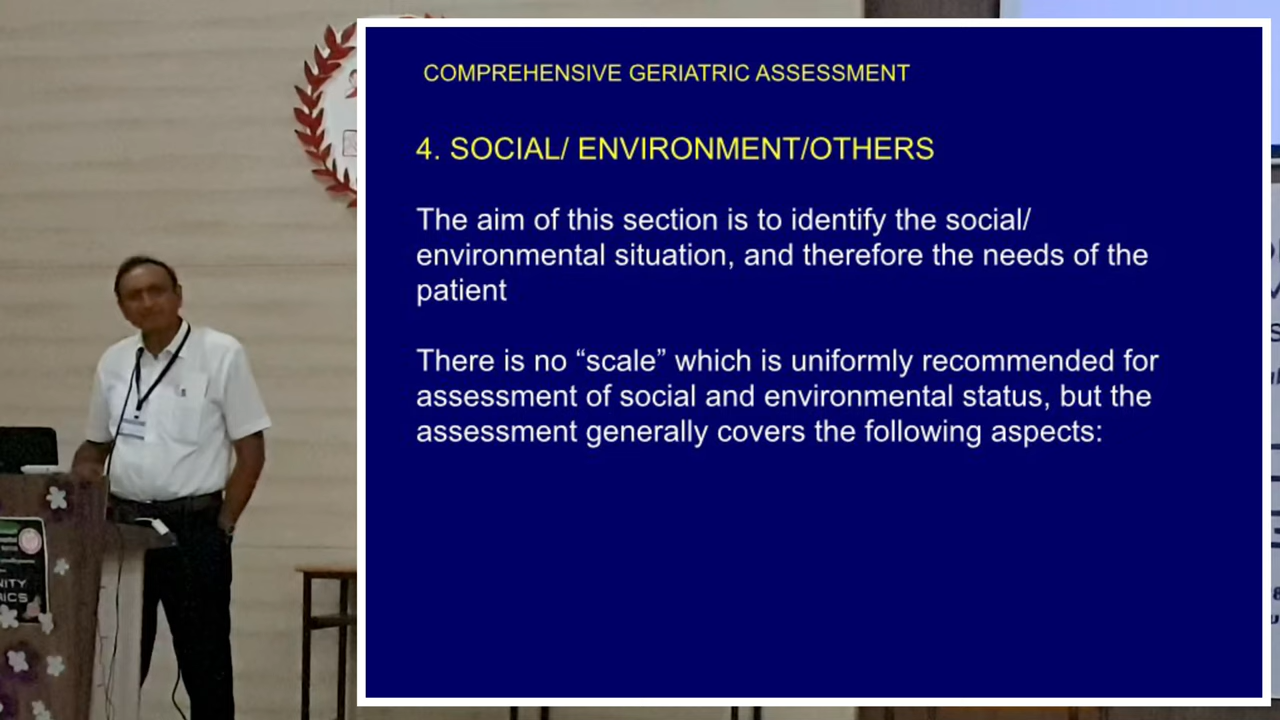 COMPREHENSIVE GERIATRIC ASSESSMENT
4. SOCIAL/ ENVIRONMENT/OTHERS
The aim of this section is to identify the social/
environmental situation, and therefore the needs of the
patient
There is no “scale” which is uniformly recommended for
assessment of social and environmental status, but the
assessment generally covers the following aspects: